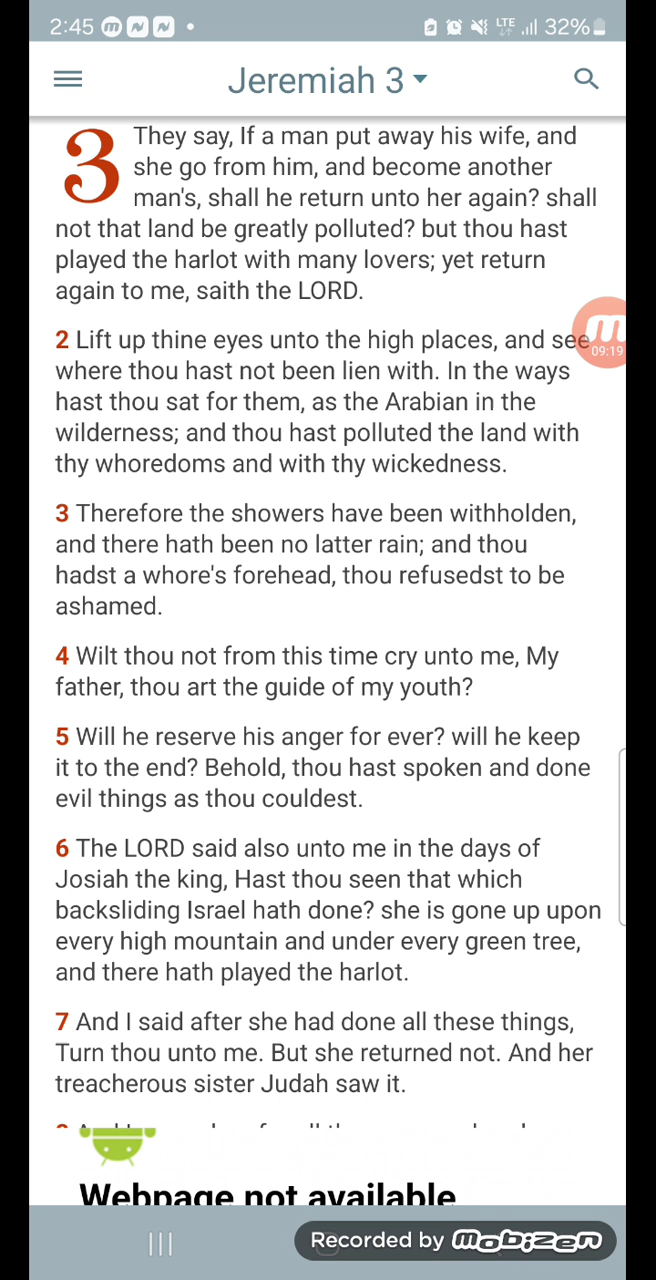 2:45 LTE 32%
Jeremiah 3
3 They say, If a man put away his wife, and
she go from him, and become another
man's, shall he return unto her again? shall
not that land be greatly polluted? but thou hast
played the harlot with many lovers; yet return
again to me, saith the LORD.
2 Lift up thine eyes unto the high places, and see
09:19
where thou hast not been lien with. In the ways
hast thou sat for them, as the Arabian in the
wilderness; and thou hast polluted the land with
thy whoredoms and with thy wickedness.
3 Therefore the showers have been withholden,
and there hath been no latter rain; and thou
hadst a whore's forehead, thou refusedst to be
ashamed.
4 Wilt thou not from this time cry unto me, My
father, thou art the guide of my youth?
5 Will he reserve his anger for ever? will he keep
it to the end? Behold, thou hast spoken and done
evil things as thou couldest.
6 The LORD said also unto me in the days of
Josiah the king, Hast thou seen that which
backsliding Israel hath done? she is gone up upon
every high mountain and under every green tree,
and there hath played the harlot.
7 And I said after she had done all these things,
Turn thou unto me. But she returned not. And her
treacherous sister Judah saw it.
Webpage not available
Recorded by mobizen